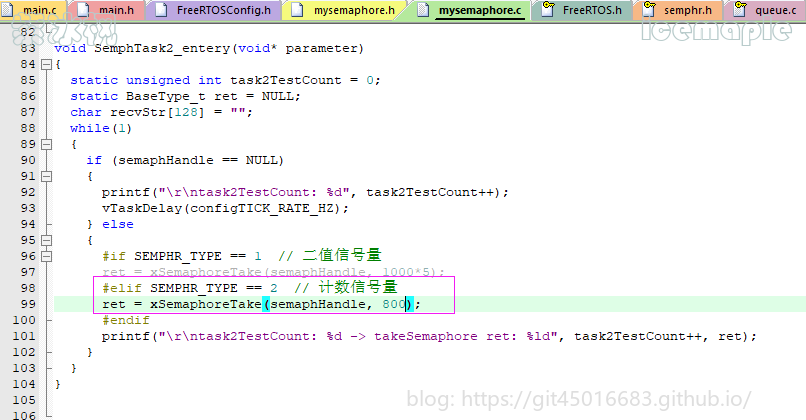 main.c main.h FreeRTOSConfig.h mysemaphore.h mysemaphore.c FreeRTOS.h semphr.h queue.c
icemaple
82
83 void SemphTask2_entery(void* parameter)
84 {
85 static unsigned int task2TestCount = 0;
86 static BaseType_t ret = NULL;
87 char recvStr[128] = "";
88 while(1)
89 {
90 if (semaphHandle == NULL)
91 {
92 printf("\r\ntask2TestCount: %d", task2TestCount++);
93 vTaskDelay(configTICK_RATE_HZ);
94 } else
95 {
96 #if SEMPHR_TYPE == 1 // 二值信号量
97 ret = xSemaphoreTake(semaphHandle, 1000*5);
98 #elif SEMPHR_TYPE == 2 // 计数信号量
99 ret = xSemaphoreTake(semaphHandle, 800);
100 #endif
101 printf("\r\ntask2TestCount: %d -> takeSemaphore ret: %ld", task2TestCount++, ret);
102 }
103 }
104 }
105
106
blog: https://git45016683.github.io/